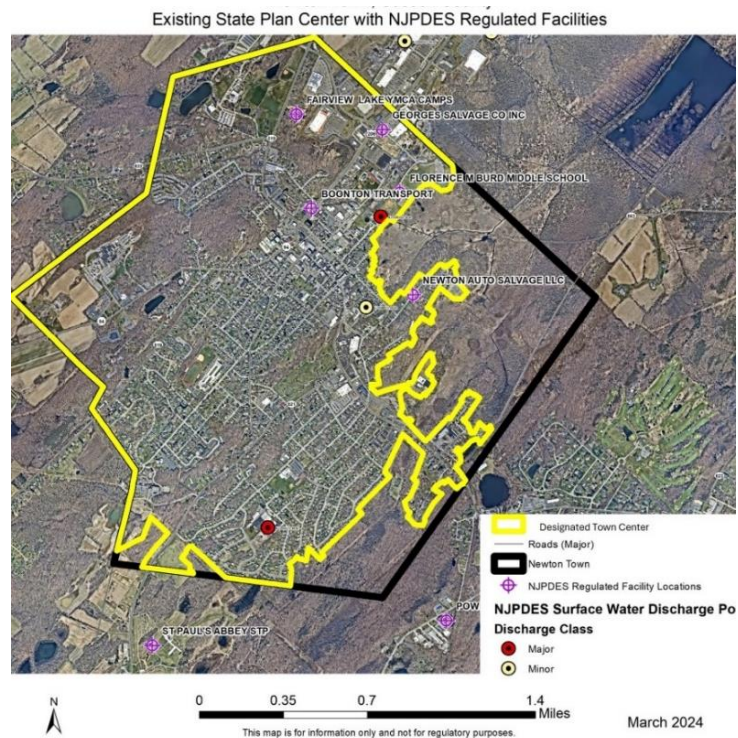 Existing State Plan Center with NJPDES Regulated Facilities
FAIRVIEW LAKE YMCA CAMPS
GEORGES SALVAGE CO INC
FLORENCE M BURD MIDDLE SCHOOL
BOONTON TRANSPORT
NEWTON AUTO SALVAGE LLC
Designated Town Center
Roads (Major)
Newton Town
NJPDES Regulated Facility Locations
NJPDES Surface Water Discharge Po
Discharge Class
Major
Minor
POW
ST PAUL'S ABBEY STP
N
0 0.35 0.7 1.4
Miles
This map is for information only and not for regulatory purposes.
March 2024